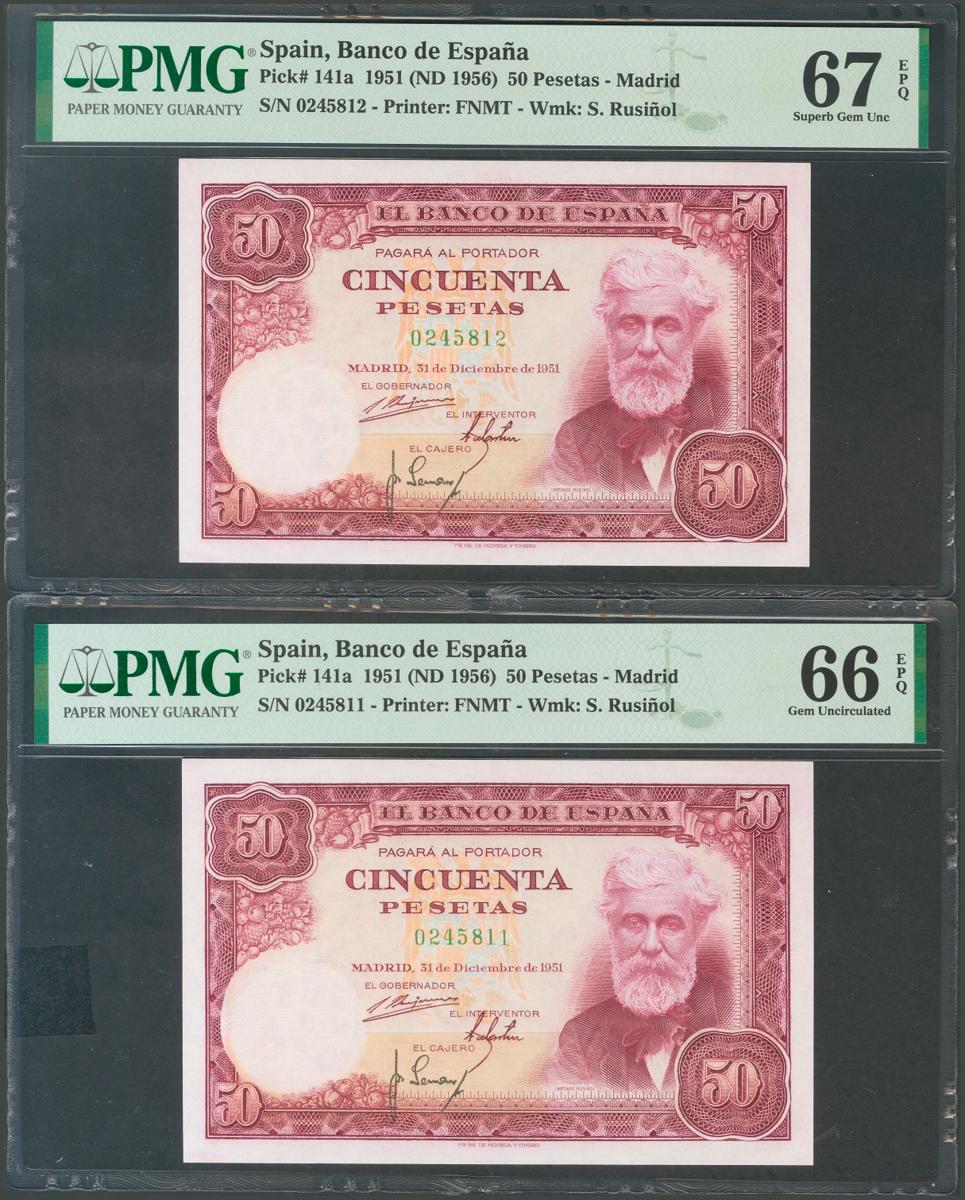 PMG®
PAPER MONEY GUARANTY
Spain, Banco de España
Pick# 141a 1951 (ND 1956) 50 Pesetas - Madrid
S/N 0245812 - Printer: FNMT - Wmk: S. Rusiñol
67
EPQ
Superb Gem Unc
50
EL BANCO DE ESPAÑA
50
PAGARÁ AL PORTADOR
CINCUENTA
PESETAS
0245812
MADRID, 31 de Diciembre de 1951
EL GOBERNADOR
EL INTERVENTOR
EL CAJERO
SANTIAGO RUSIÑOL
50
50
PMG®
PAPER MONEY GUARANTY
Spain, Banco de España
Pick# 141a 1951 (ND 1956) 50 Pesetas - Madrid
S/N 0245811 - Printer: FNMT - Wmk: S. Rusiñol
66
EPQ
Gem Uncirculated
50
EL BANCO DE ESPAÑA
50
PAGARÁ AL PORTADOR
CINCUENTA
PESETAS
0245811
MADRID, 31 de Diciembre de 1951
EL GOBERNADOR
EL INTERVENTOR
EL CAJERO
SANTIAGO RUSIÑOL
50
50